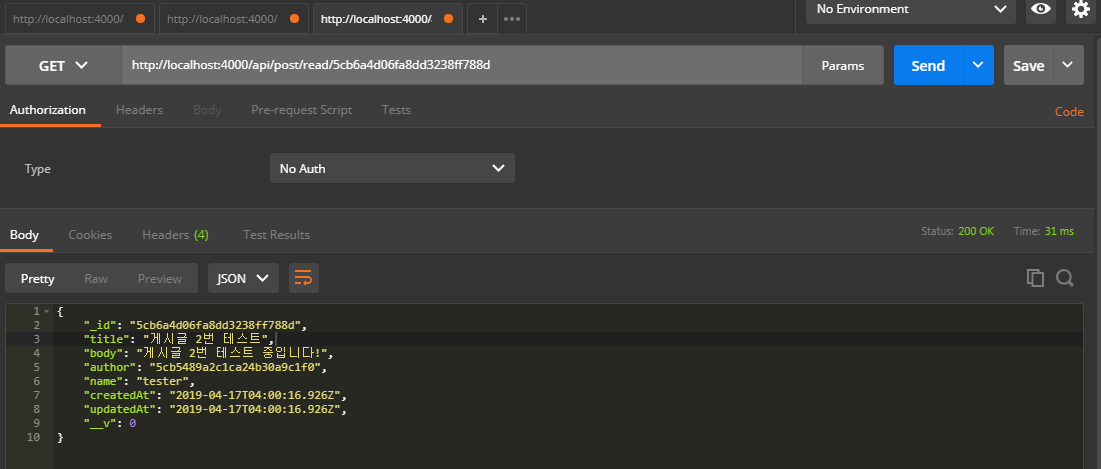 http://localhost:4000/ http://localhost:4000/ http://localhost:4000/ + ••• No Environment
GET http://localhost:4000/api/post/read/5cb6a4d06fa8dd3238ff788d Params Send Save
Authorization Headers Body Pre-request Script Tests Code
Type No Auth
Body Cookies Headers (4) Test Results Status: 200 OK Time: 31 ms
Pretty Raw Preview JSON
1 {
2 "_id": "5cb6a4d06fa8dd3238ff788d",
3 "title": "게시글 2번 테스트",
4 "body": "게시글 2번 테스트 중입니다!",
5 "author": "5cb5489a2c1ca24b30a9c1f0",
6 "name": "tester",
7 "createdAt": "2019-04-17T04:00:16.926Z",
8 "updatedAt": "2019-04-17T04:00:16.926Z",
9 "__v": 0
10 }